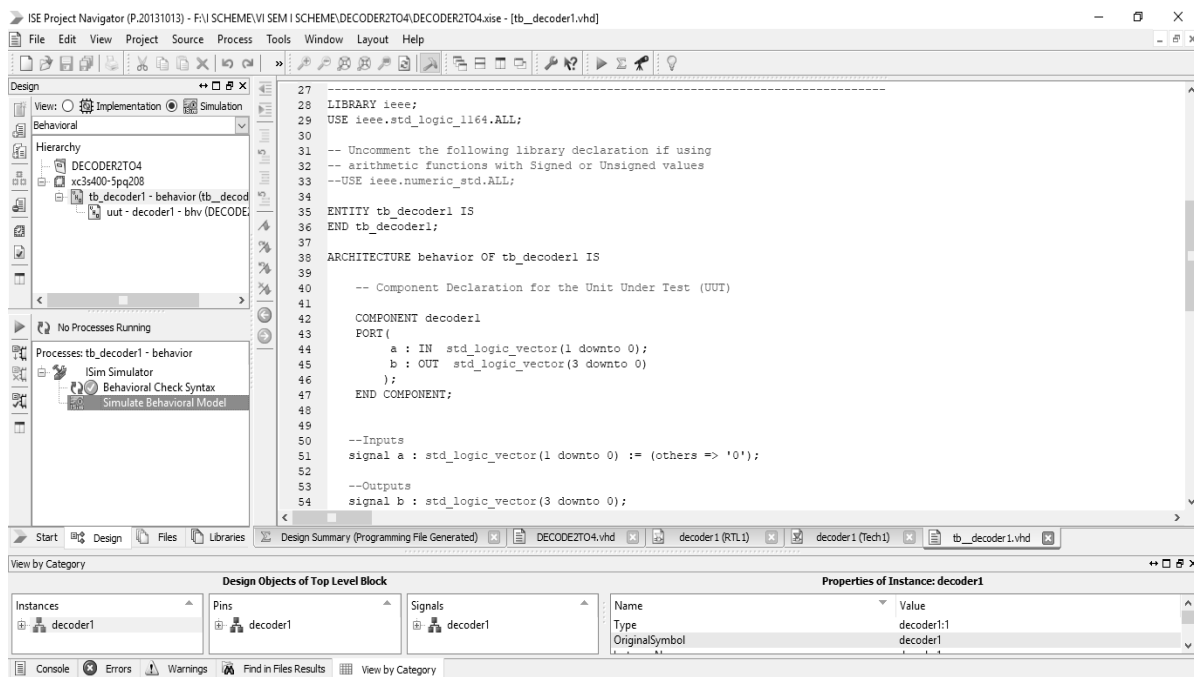 ISE Project Navigator (P.20131013) - F:\I SCHEME\VI SEM I SCHEME\DECODER2TO4\DECODER2TO4.xise - [tb__decoder1.vhd]
File Edit View Project Source Process Tools Window Layout Help
Design
View: Implementation Simulation
Behavioral
Hierarchy
DECODER2TO4
xc3s400-5pq208
tb_decoder1 - behavior (tb__decod
uut - decoder1 - bhv (DECODE
No Processes Running
Processes: tb_decoder1 - behavior
ISim Simulator
Behavioral Check Syntax
Simulate Behavioral Model
27 --------------------------------------------------------------------------------
28 LIBRARY ieee;
29 USE ieee.std_logic_1164.ALL;
30
31 -- Uncomment the following library declaration if using
32 -- arithmetic functions with Signed or Unsigned values
33 --USE ieee.numeric_std.ALL;
34
35 ENTITY tb_decoder1 IS
36 END tb_decoder1;
37
38 ARCHITECTURE behavior OF tb_decoder1 IS
39
40 -- Component Declaration for the Unit Under Test (UUT)
41
42 COMPONENT decoder1
43 PORT(
44 a : IN std_logic_vector(1 downto 0);
45 b : OUT std_logic_vector(3 downto 0)
46 );
47 END COMPONENT;
48
49
50 --Inputs
51 signal a : std_logic_vector(1 downto 0) := (others => '0');
52
53 --Outputs
54 signal b : std_logic_vector(3 downto 0);
Start Design Files Libraries
Design Summary (Programming File Generated) DECODE2TO4.vhd decoder1 (RTL1) decoder1 (Tech1) tb__decoder1.vhd
View by Category
Design Objects of Top Level Block
Properties of Instance: decoder1
Instances Pins Signals Name Value
decoder1 decoder1 decoder1 Type decoder1:1
OriginalSymbol decoder1
Console Errors Warnings Find in Files Results View by Category